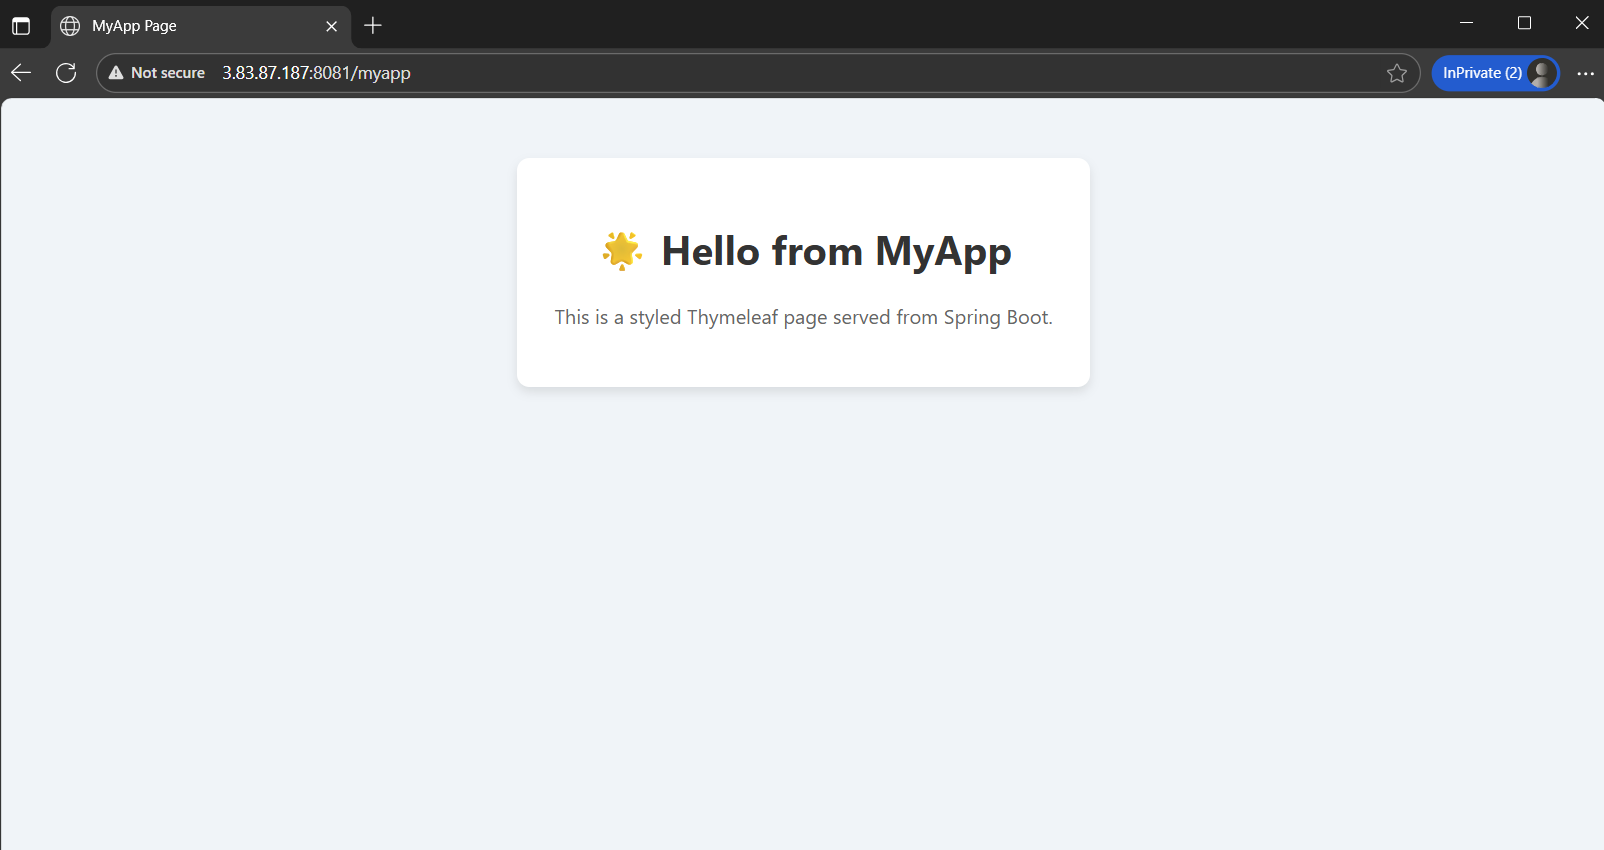 MyApp Page
Not secure 3.83.87.187:8081/myapp InPrivate (2)
🌟 Hello from MyApp
This is a styled Thymeleaf page served from Spring Boot.